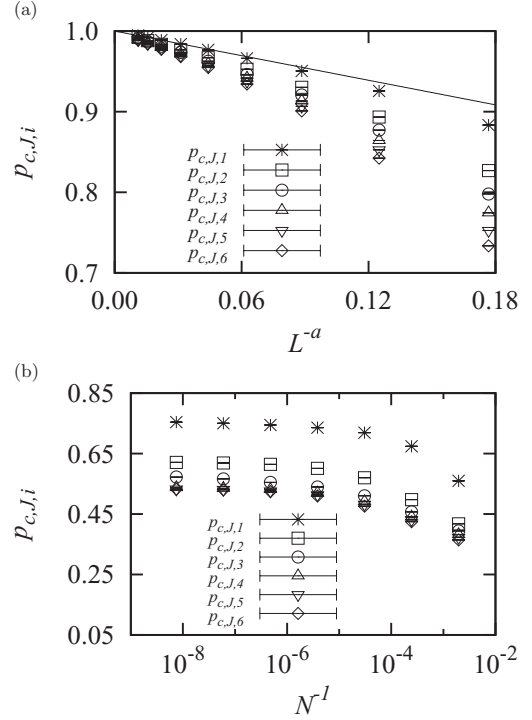 (a)
1.0
0.9
0.8
0.7
p_{c,J,i}
p_{c,J,1}
p_{c,J,2}
p_{c,J,3}
p_{c,J,4}
p_{c,J,5}
p_{c,J,6}
0.00 0.06 0.12 0.18
L^{-a}
(b)
0.85
0.65
0.45
0.25
0.05
p_{c,J,i}
p_{c,J,1}
p_{c,J,2}
p_{c,J,3}
p_{c,J,4}
p_{c,J,5}
p_{c,J,6}
10^{-8} 10^{-6} 10^{-4} 10^{-2}
N^{-1}